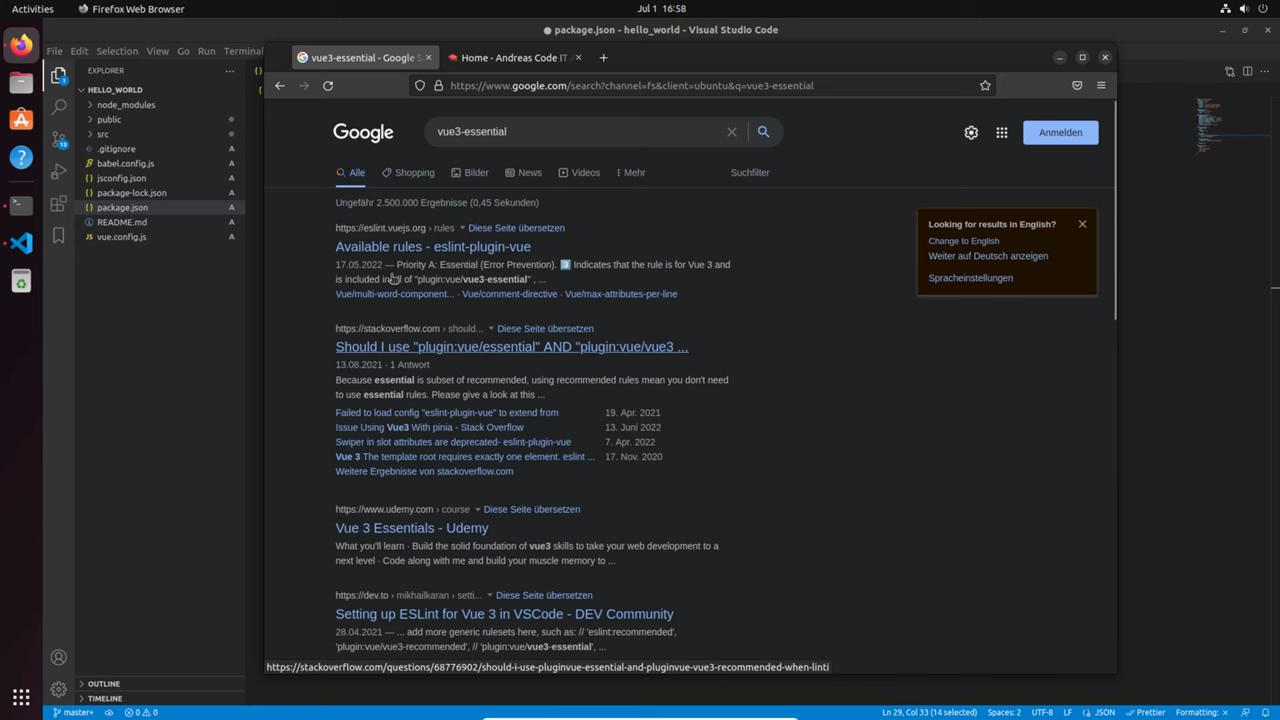 Activities
Firefox Web Browser
Jul 1 16:58
package.json - hello_world - Visual Studio Code
File Edit Selection View Go Run Terminal
vue3-essential - Google S
Home - Andreas Code IT /
https://www.google.com/search?channel=fs&client=ubuntu&q=vue3-essential
EXPLORER
HELLO_WORLD
node_modules
public
src
.gitignore A
babel.config.js A
jsconfig.json A
package-lock.json A
package.json A
README.md A
vue.config.js A
OUTLINE
TIMELINE
1
13
Google
vue3-essential
Anmelden
Alle Shopping Bilder News Videos Mehr Suchfilter
Ungefähr 2.500.000 Ergebnisse (0,45 Sekunden)
https://eslint.vuejs.org › rules Diese Seite übersetzen
Available rules - eslint-plugin-vue
17.05.2022 — Priority A: Essential (Error Prevention). 3️⃣ Indicates that the rule is for Vue 3 and
is included in all of "plugin:vue/vue3-essential" , ...
Vue/multi-word-component... · Vue/comment-directive · Vue/max-attributes-per-line
https://stackoverflow.com › should... Diese Seite übersetzen
Should I use "plugin:vue/essential" AND "plugin:vue/vue3 ...
13.08.2021 · 1 Antwort
Because essential is subset of recommended, using recommended rules mean you don't need
to use essential rules. Please give a look at this ...
Failed to load config "eslint-plugin-vue" to extend from 19. Apr. 2021
Issue Using Vue3 With pinia - Stack Overflow 13. Juni 2022
Swiper in slot attributes are deprecated- eslint-plugin-vue 7. Apr. 2022
Vue 3 The template root requires exactly one element. eslint ... 17. Nov. 2020
Weitere Ergebnisse von stackoverflow.com
https://www.udemy.com › course Diese Seite übersetzen
Vue 3 Essentials - Udemy
What you'll learn · Build the solid foundation of vue3 skills to take your web development to a
next level · Code along with me and build your muscle memory to ...
https://dev.to › mikhailkaran › setti... Diese Seite übersetzen
Setting up ESLint for Vue 3 in VSCode - DEV Community
28.04.2021 — ... add more generic rulesets here, such as: // 'eslint:recommended',
'plugin:vue/vue3-recommended', // 'plugin:vue/vue3-essential', ...
Looking for results in English?
Change to English
Weiter auf Deutsch anzeigen
Spracheinstellungen
https://stackoverflow.com/questions/68776902/should-i-use-pluginvue-essential-and-pluginvue-vue3-recommended-when-linti
master+ 0 0 Ln 29, Col 33 (14 selected) Spaces: 2 UTF-8 LF {} JSON Prettier Formatting: ×